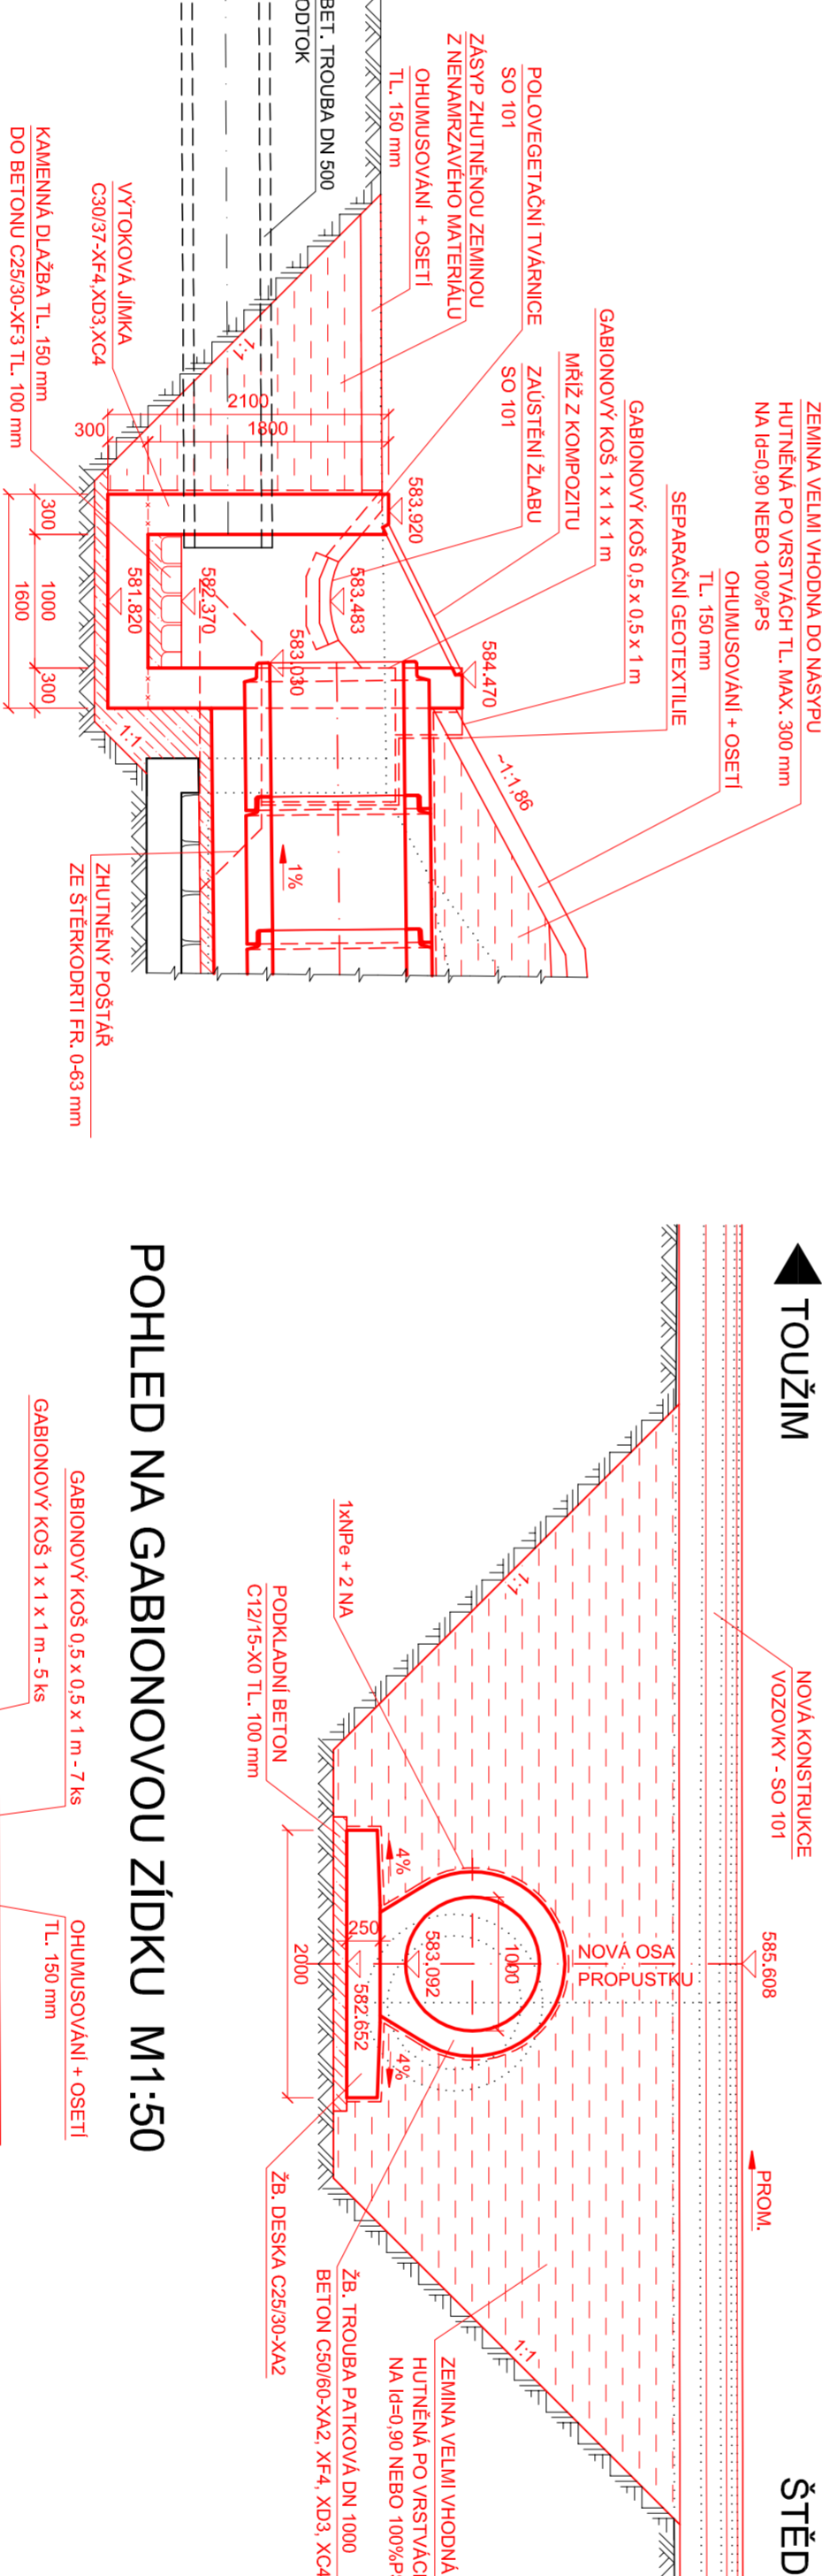 ZEMINA VELMI VHODNÁ DO NÁSYPU
HUTNĚNÁ PO VRSTVÁCH TL. MAX. 300 mm
NA Id=0,90 NEBO 100%PS
OHUMUSOVÁNÍ + OSETÍ
TL. 150 mm
SEPARAČNÍ GEOTEXTILIE
GABIONOVÝ KOŠ 0,5 x 0,5 x 1 m
GABIONOVÝ KOŠ 1 x 1 x 1 m
MŘÍŽ Z KOMPOZITU
ZAÚSTĚNÍ ŽLABU
SO 101
POLOVEGETAČNÍ TVÁRNICE
SO 101
ZÁSYP ZHUTNĚNOU ZEMINOU
Z NENAMRZAVÉHO MATERIÁLU
OHUMUSOVÁNÍ + OSETÍ
TL. 150 mm
BET. TROUBA DN 500
ODTOK
VÝTOKOVÁ JÍMKA
C30/37-XF4,XD3,XC4
KAMENNÁ DLAŽBA TL. 150 mm
DO BETONU C25/30-XF3 TL. 100 mm
1:1
2100
1800
300
583.920
583.483
584.470
583.030
582.370
581.820
300
1000
300
1600
1:1
~1:1,86
1%
ZHUTNĚNÝ POŠTÁŘ
ZE ŠTĚRKODRTI FR. 0-63 mm
TOUŽIM
ŠTĚD
NOVÁ KONSTRUKCE
VOZOVKY - SO 101
585.608
PROM.
1:1
1:1
NOVÁ OSA
PROPUSTKU
1000
583.092
582.652
250
4%
4%
2000
1xNPe + 2 NA
PODKLADNÍ BETON
C12/15-X0 TL. 100 mm
ŽB. DESKA C25/30-XA2
ŽB. TROUBA PATKOVÁ DN 1000
BETON C50/60-XA2, XF4, XD3, XC4
ZEMINA VELMI VHODNÁ
HUTNĚNÁ PO VRSTVÁCH
NA Id=0,90 NEBO 100%P
POHLED NA GABIONOVOU ZÍDKU M1:50
GABIONOVÝ KOŠ 0,5 x 0,5 x 1 m - 7 ks
GABIONOVÝ KOŠ 1 x 1 x 1 m - 5 ks
OHUMUSOVÁNÍ + OSETÍ
TL. 150 mm